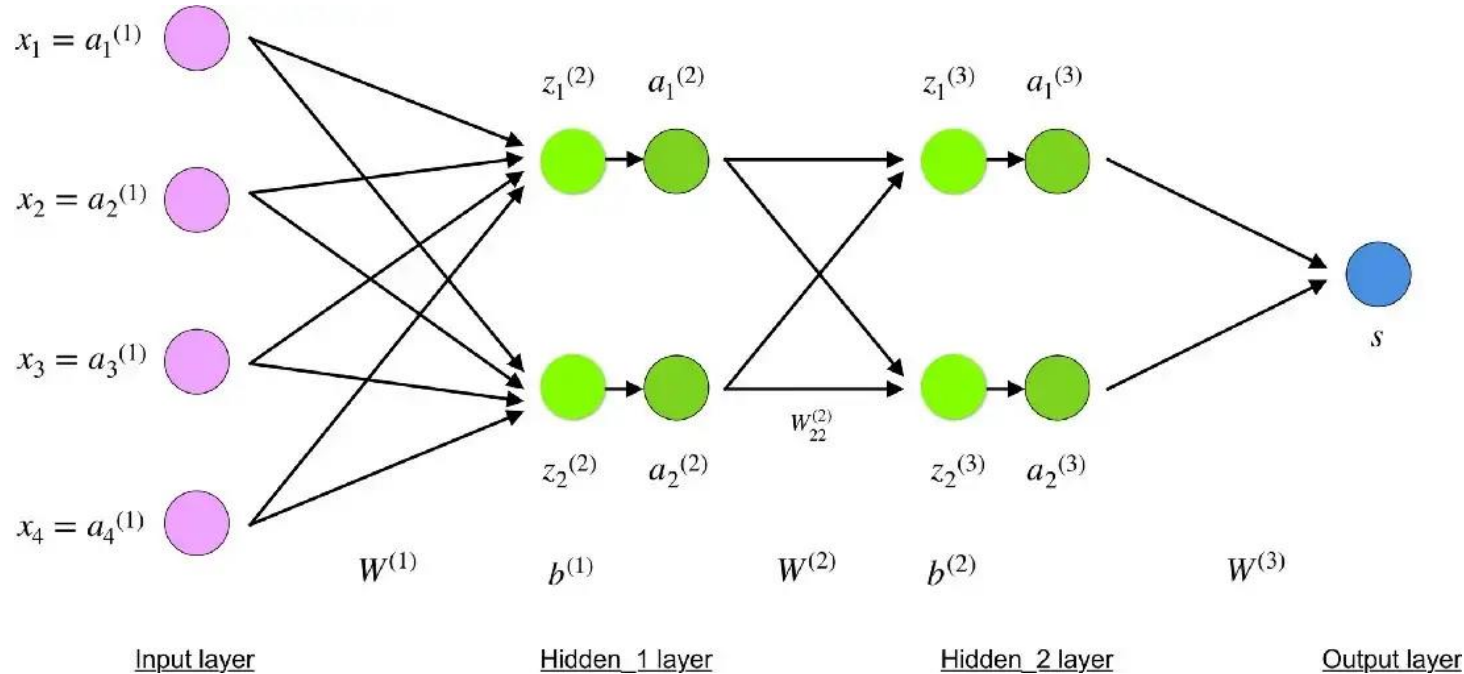 x₁ = a₁⁽¹⁾
z₁⁽²⁾ a₁⁽²⁾ z₁⁽³⁾ a₁⁽³⁾
x₂ = a₂⁽¹⁾
s
x₃ = a₃⁽¹⁾
W₂₂⁽²⁾
z₂⁽²⁾ a₂⁽²⁾ z₂⁽³⁾ a₂⁽³⁾
x₄ = a₄⁽¹⁾
W⁽¹⁾ b⁽¹⁾ W⁽²⁾ b⁽²⁾ W⁽³⁾
Input layer Hidden_1 layer Hidden_2 layer Output layer